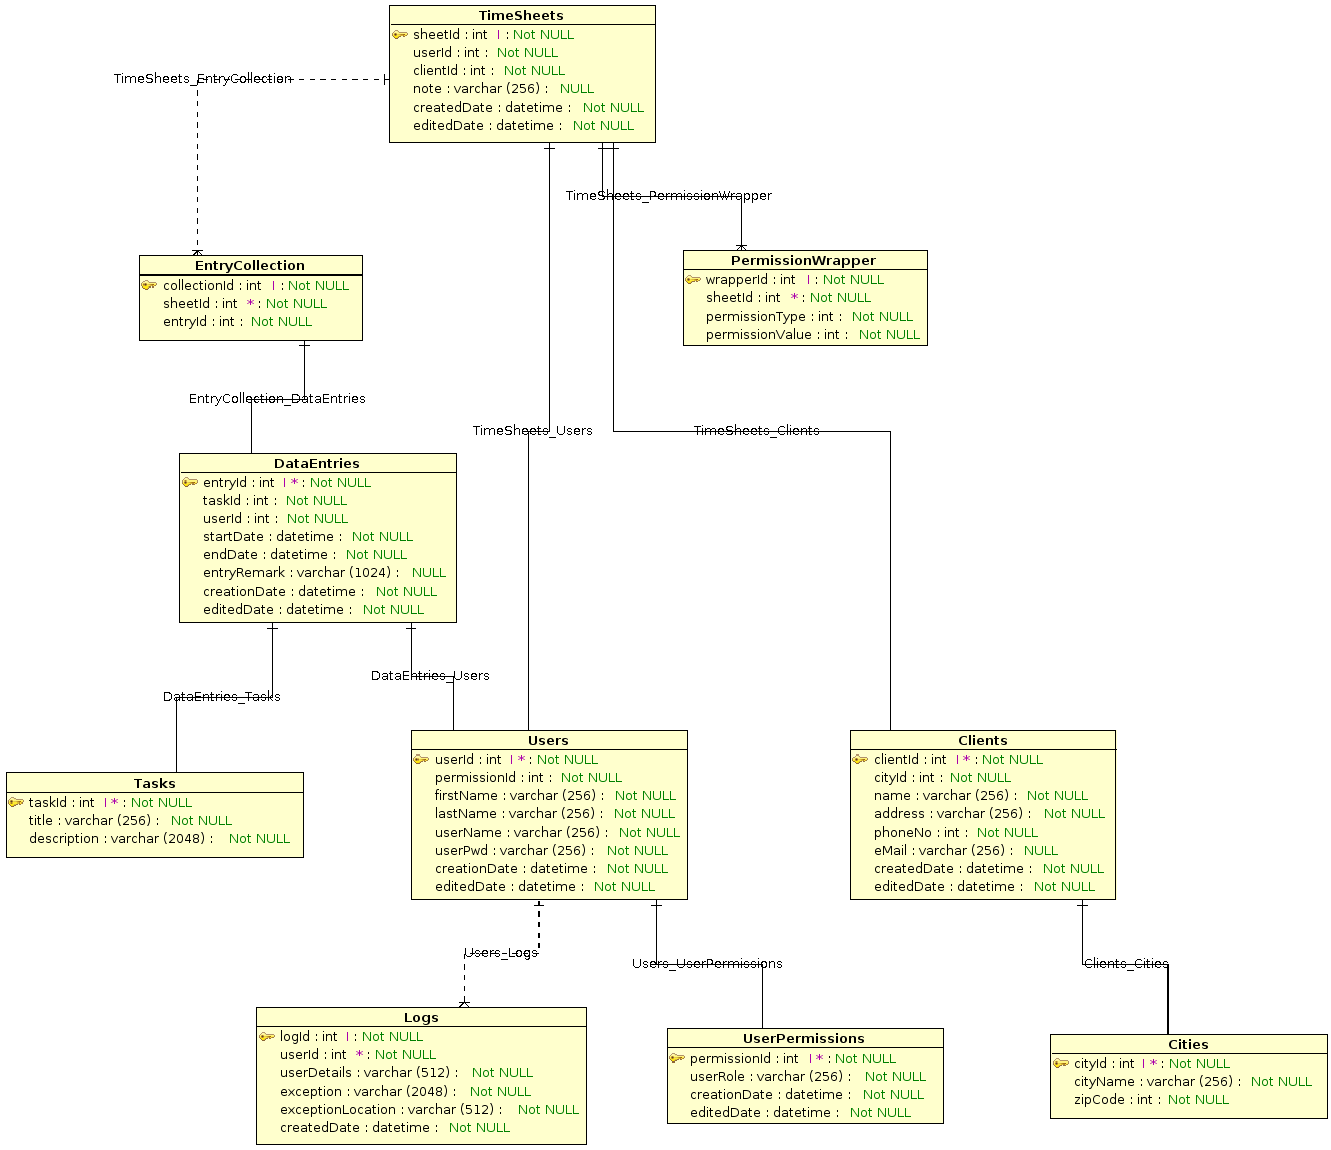 TimeSheets
sheetId : int I : Not NULL
userId : int : Not NULL
clientId : int : Not NULL
note : varchar (256) : NULL
createdDate : datetime : Not NULL
editedDate : datetime : Not NULL
TimeSheets_EntryCollection
TimeSheets_PermissionWrapper
EntryCollection
collectionId : int I : Not NULL
sheetId : int * : Not NULL
entryId : int : Not NULL
PermissionWrapper
wrapperId : int I : Not NULL
sheetId : int * : Not NULL
permissionType : int : Not NULL
permissionValue : int : Not NULL
EntryCollection_DataEntries
TimeSheets_Users
TimeSheets_Clients
DataEntries
entryId : int I * : Not NULL
taskId : int : Not NULL
userId : int : Not NULL
startDate : datetime : Not NULL
endDate : datetime : Not NULL
entryRemark : varchar (1024) : NULL
creationDate : datetime : Not NULL
editedDate : datetime : Not NULL
DataEntries_Tasks
DataEntries_Users
Tasks
taskId : int I * : Not NULL
title : varchar (256) : Not NULL
description : varchar (2048) : Not NULL
Users
userId : int I * : Not NULL
permissionId : int : Not NULL
firstName : varchar (256) : Not NULL
lastName : varchar (256) : Not NULL
userName : varchar (256) : Not NULL
userPwd : varchar (256) : Not NULL
creationDate : datetime : Not NULL
editedDate : datetime : Not NULL
Clients
clientId : int I * : Not NULL
cityId : int : Not NULL
name : varchar (256) : Not NULL
address : varchar (256) : Not NULL
phoneNo : int : Not NULL
eMail : varchar (256) : NULL
createdDate : datetime : Not NULL
editedDate : datetime : Not NULL
Users_Logs
Users_UserPermissions
Clients_Cities
Logs
logId : int I : Not NULL
userId : int * : Not NULL
userDetails : varchar (512) : Not NULL
exception : varchar (2048) : Not NULL
exceptionLocation : varchar (512) : Not NULL
createdDate : datetime : Not NULL
UserPermissions
permissionId : int I * : Not NULL
userRole : varchar (256) : Not NULL
creationDate : datetime : Not NULL
editedDate : datetime : Not NULL
Cities
cityId : int I * : Not NULL
cityName : varchar (256) : Not NULL
zipCode : int : Not NULL